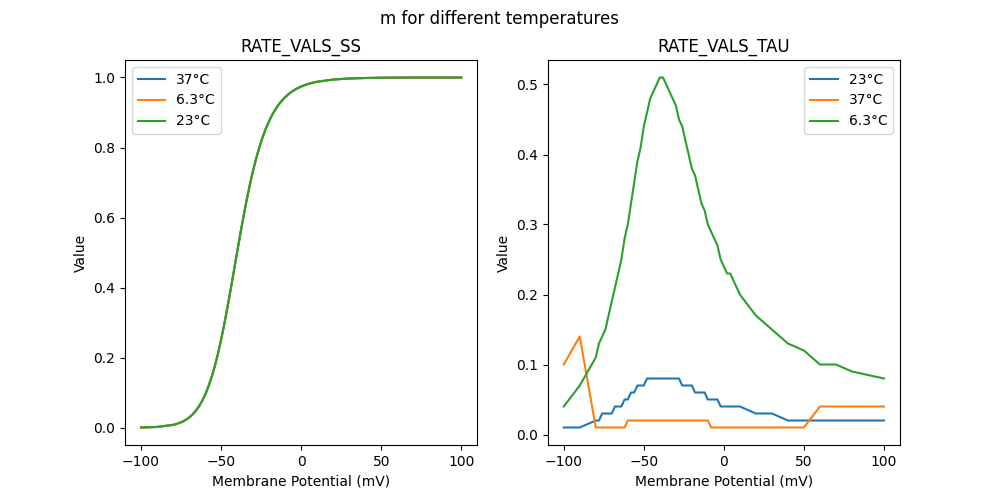 m for different temperatures
RATE_VALS_SS
37°C
6.3°C
23°C
1.0
0.8
0.6
0.4
0.2
0.0
Value
−100
−50
0
50
100
Membrane Potential (mV)
RATE_VALS_TAU
23°C
37°C
6.3°C
0.5
0.4
0.3
0.2
0.1
0.0
Value
−100
−50
0
50
100
Membrane Potential (mV)